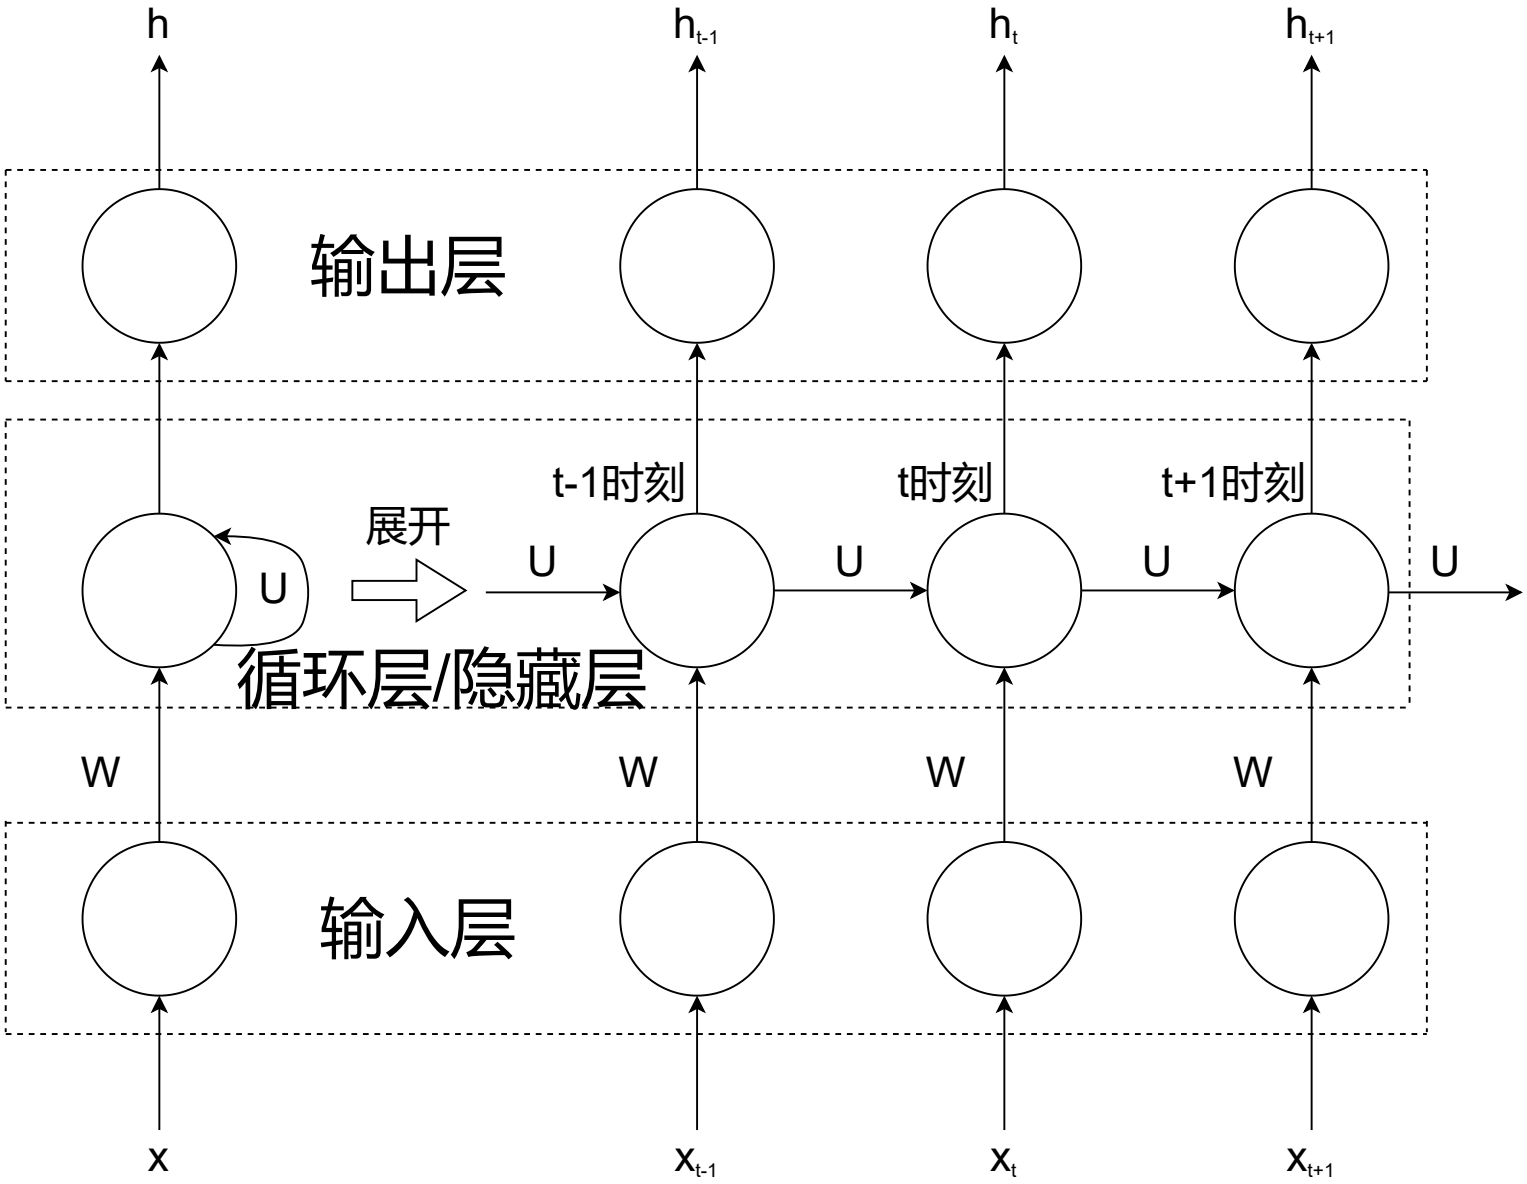 h
h_{t-1}
h_t
h_{t+1}
输出层
t-1时刻
t时刻
t+1时刻
展开
U
U
U
U
U
循环层/隐藏层
W
W
W
W
输入层
x
x_{t-1}
x_t
x_{t+1}